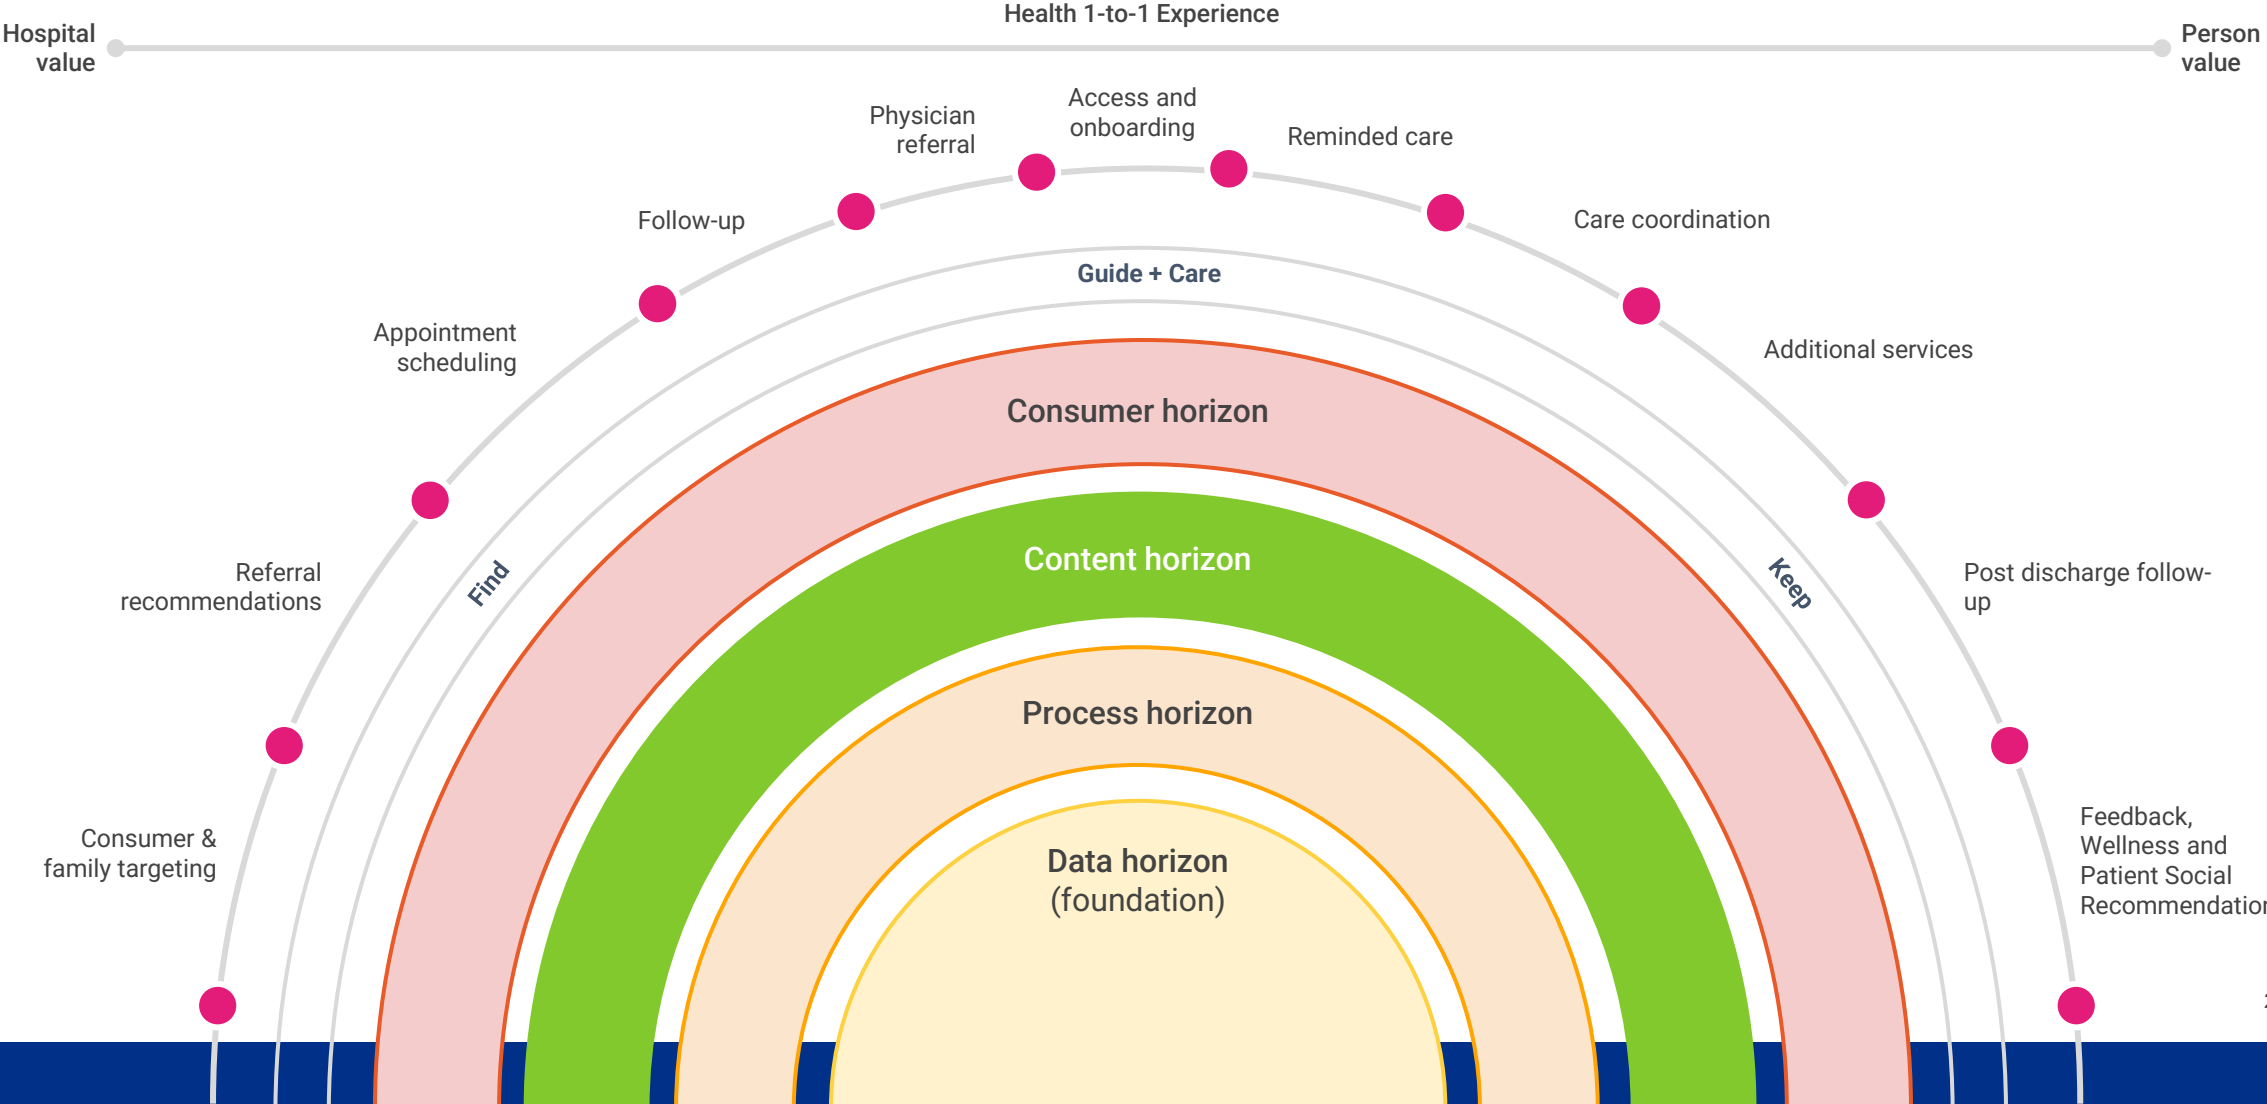 Health 1-to-1 Experience
Hospital
value
Person
value
Access and
onboarding
Physician
referral
Reminded care
Follow-up
Care coordination
Guide + Care
Appointment
scheduling
Additional services
Consumer horizon
Content horizon
Find
Keep
Referral
recommendations
Post discharge follow-
up
Process horizon
Consumer &
family targeting
Feedback,
Wellness and
Patient Social
Data horizon
(foundation)